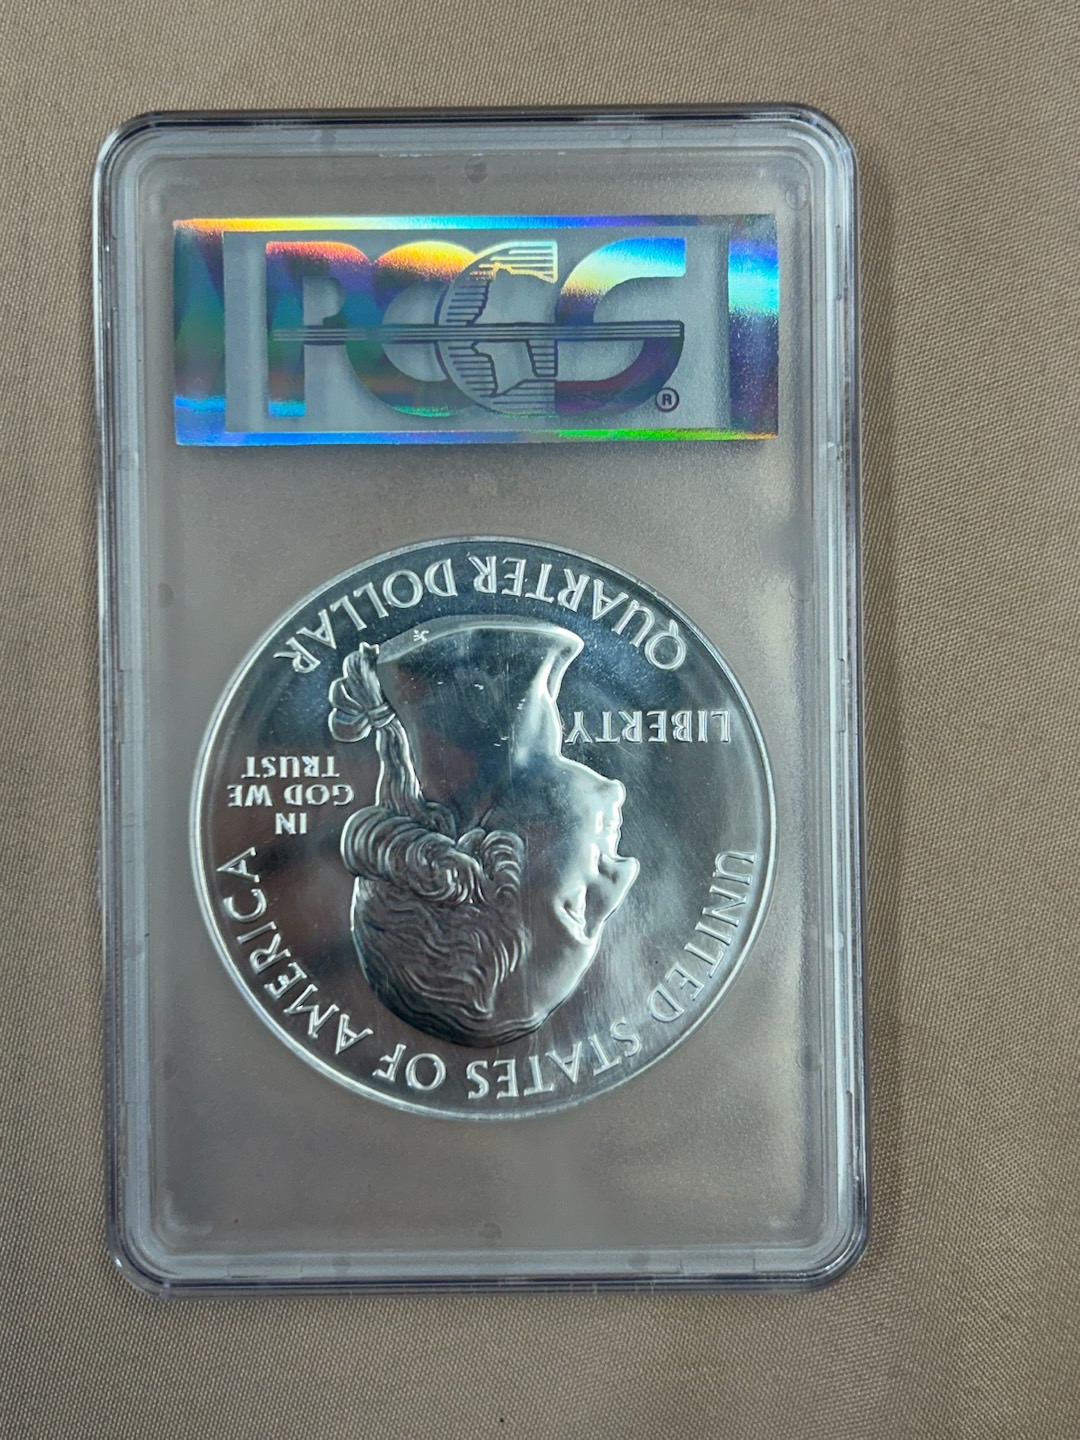 PCGS®
UNITED STATES OF AMERICA
LIBERTY
IN
GOD WE
TRUST
QUARTER DOLLAR